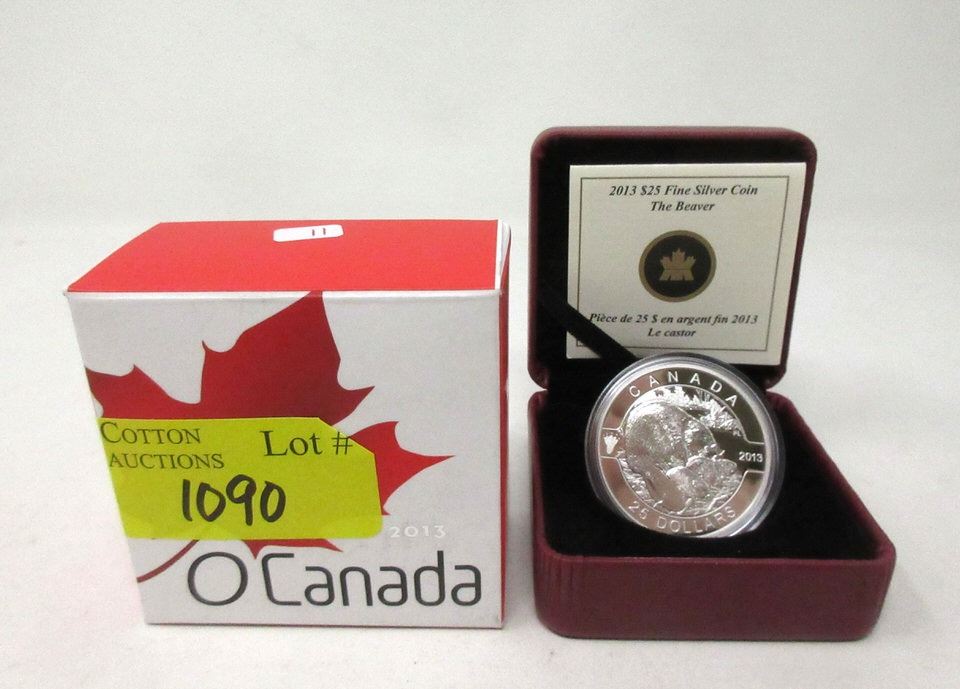 11
COTTON
AUCTIONS
Lot #
1090
2013
O Canada
2013 $25 Fine Silver Coin
The Beaver
Pièce de 25 $ en argent fin 2013
Le castor
CANADA
2013
25 DOLLARS